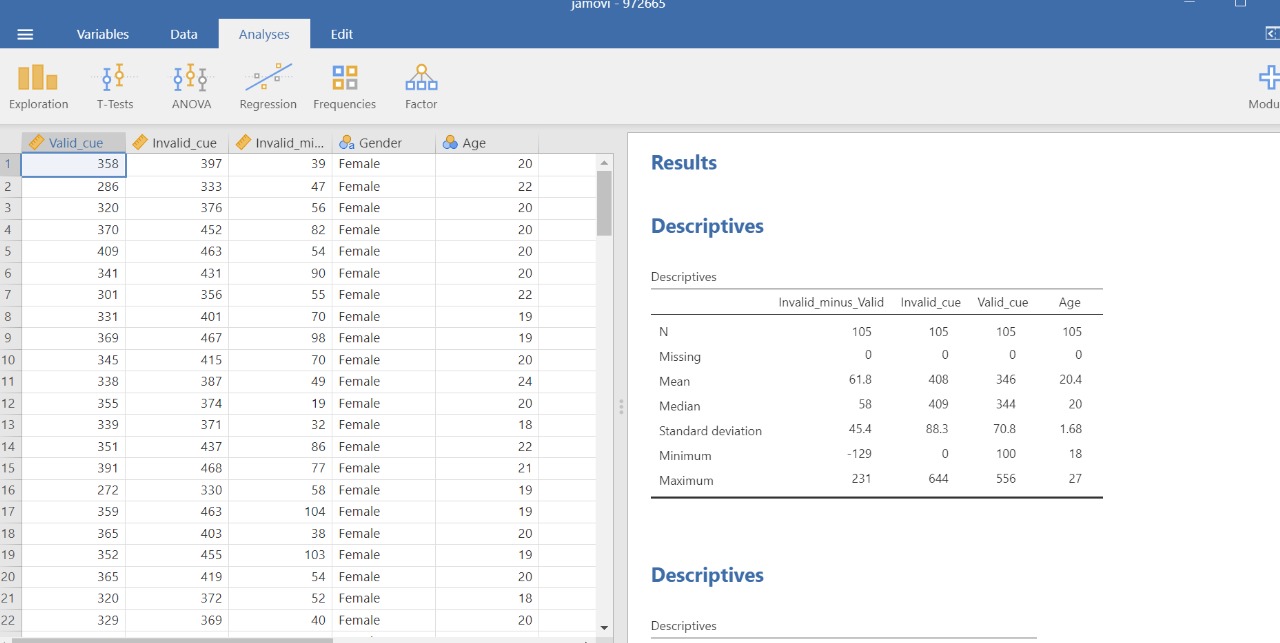 jamovi - 972665
Variables Data Analyses Edit
Exploration T-Tests ANOVA Regression Frequencies Factor Modu
Valid_cue Invalid_cue Invalid_mi... Gender Age
1 358 397 39 Female 20
2 286 333 47 Female 22
3 320 376 56 Female 20
4 370 452 82 Female 20
5 409 463 54 Female 20
6 341 431 90 Female 20
7 301 356 55 Female 22
8 331 401 70 Female 19
9 369 467 98 Female 19
10 345 415 70 Female 20
11 338 387 49 Female 24
12 355 374 19 Female 20
13 339 371 32 Female 18
14 351 437 86 Female 22
15 391 468 77 Female 21
16 272 330 58 Female 19
17 359 463 104 Female 19
18 365 403 38 Female 20
19 352 455 103 Female 19
20 365 419 54 Female 20
21 320 372 52 Female 18
22 329 369 40 Female 20
Results
Descriptives
Descriptives
Invalid_minus_Valid Invalid_cue Valid_cue Age
N 105 105 105 105
Missing 0 0 0 0
Mean 61.8 408 346 20.4
Median 58 409 344 20
Standard deviation 45.4 88.3 70.8 1.68
Minimum -129 0 100 18
Maximum 231 644 556 27
Descriptives
Descriptives